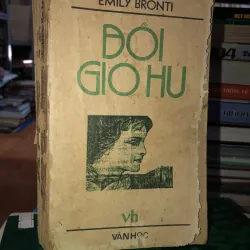 EMILY BRONTI
ĐỒI
GIÓ HÚ
vh
VĂN HỌC